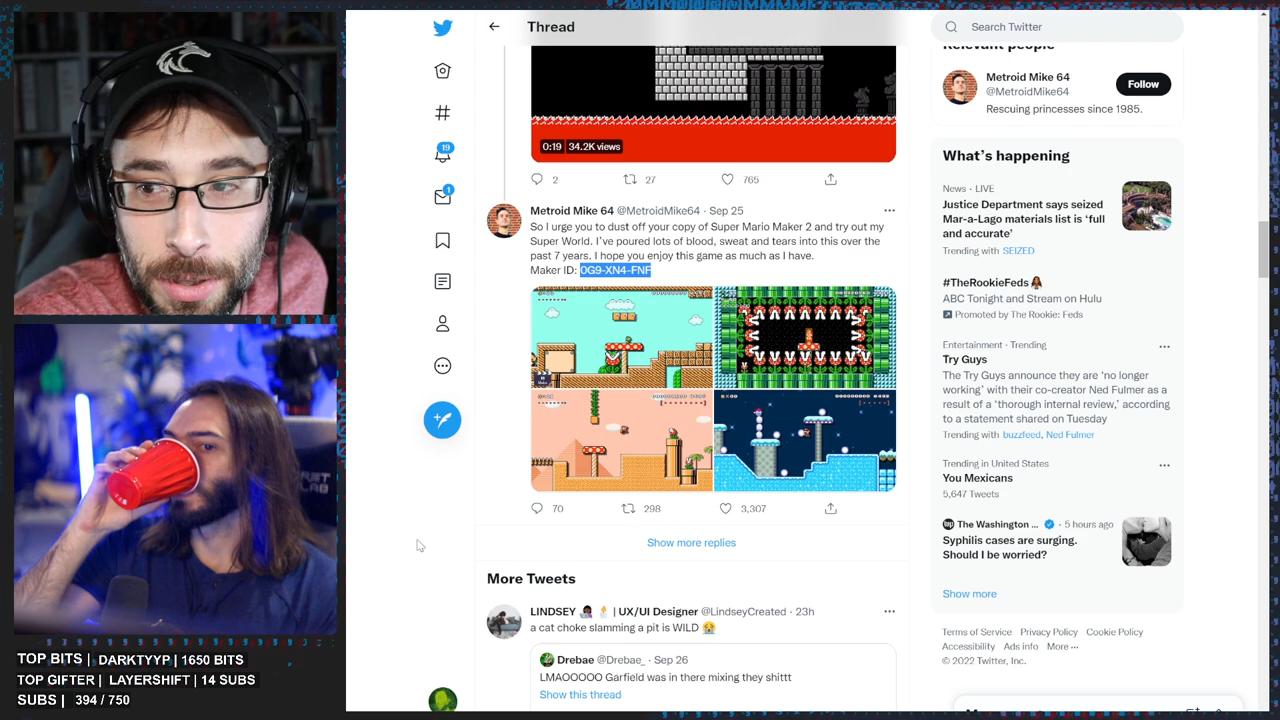 Thread
0:19 34.2K views
2 27 765
Metroid Mike 64 @MetroidMike64 · Sep 25
So I urge you to dust off your copy of Super Mario Maker 2 and try out my
Super World. I've poured lots of blood, sweat and tears into this over the
past 7 years. I hope you enjoy this game as much as I have.
Maker ID: 0G9-XN4-FNF
70 298 3,307
Show more replies
More Tweets
LINDSEY | UX/UI Designer @LindseyCreated · 23h
a cat choke slamming a pit is WILD 😭
Drebae @Drebae_ · Sep 26
LMAOOOOO Garfield was in there mixing they shittt
Show this thread
19
1
Search Twitter
Relevant people
Metroid Mike 64
@MetroidMike64
Follow
Rescuing princesses since 1985.
What's happening
News · LIVE
Justice Department says seized
Mar-a-Lago materials list is 'full
and accurate'
Trending with SEIZED
#TheRookieFeds
ABC Tonight and Stream on Hulu
Promoted by The Rookie: Feds
Entertainment · Trending
Try Guys
The Try Guys announce they are 'no longer
working' with their co-creator Ned Fulmer as a
result of a 'thorough internal review,' according
to a statement shared on Tuesday
Trending with buzzfeed, Ned Fulmer
Trending in United States
You Mexicans
5,647 Tweets
The Washington ... · 5 hours ago
Syphilis cases are surging.
Should I be worried?
Show more
Terms of Service Privacy Policy Cookie Policy
Accessibility Ads info More ···
© 2022 Twitter, Inc.
TOP BITS | DARKTYYP | 1650 BITS
TOP GIFTER | LAYERSHIFT | 14 SUBS
SUBS | 394 / 750